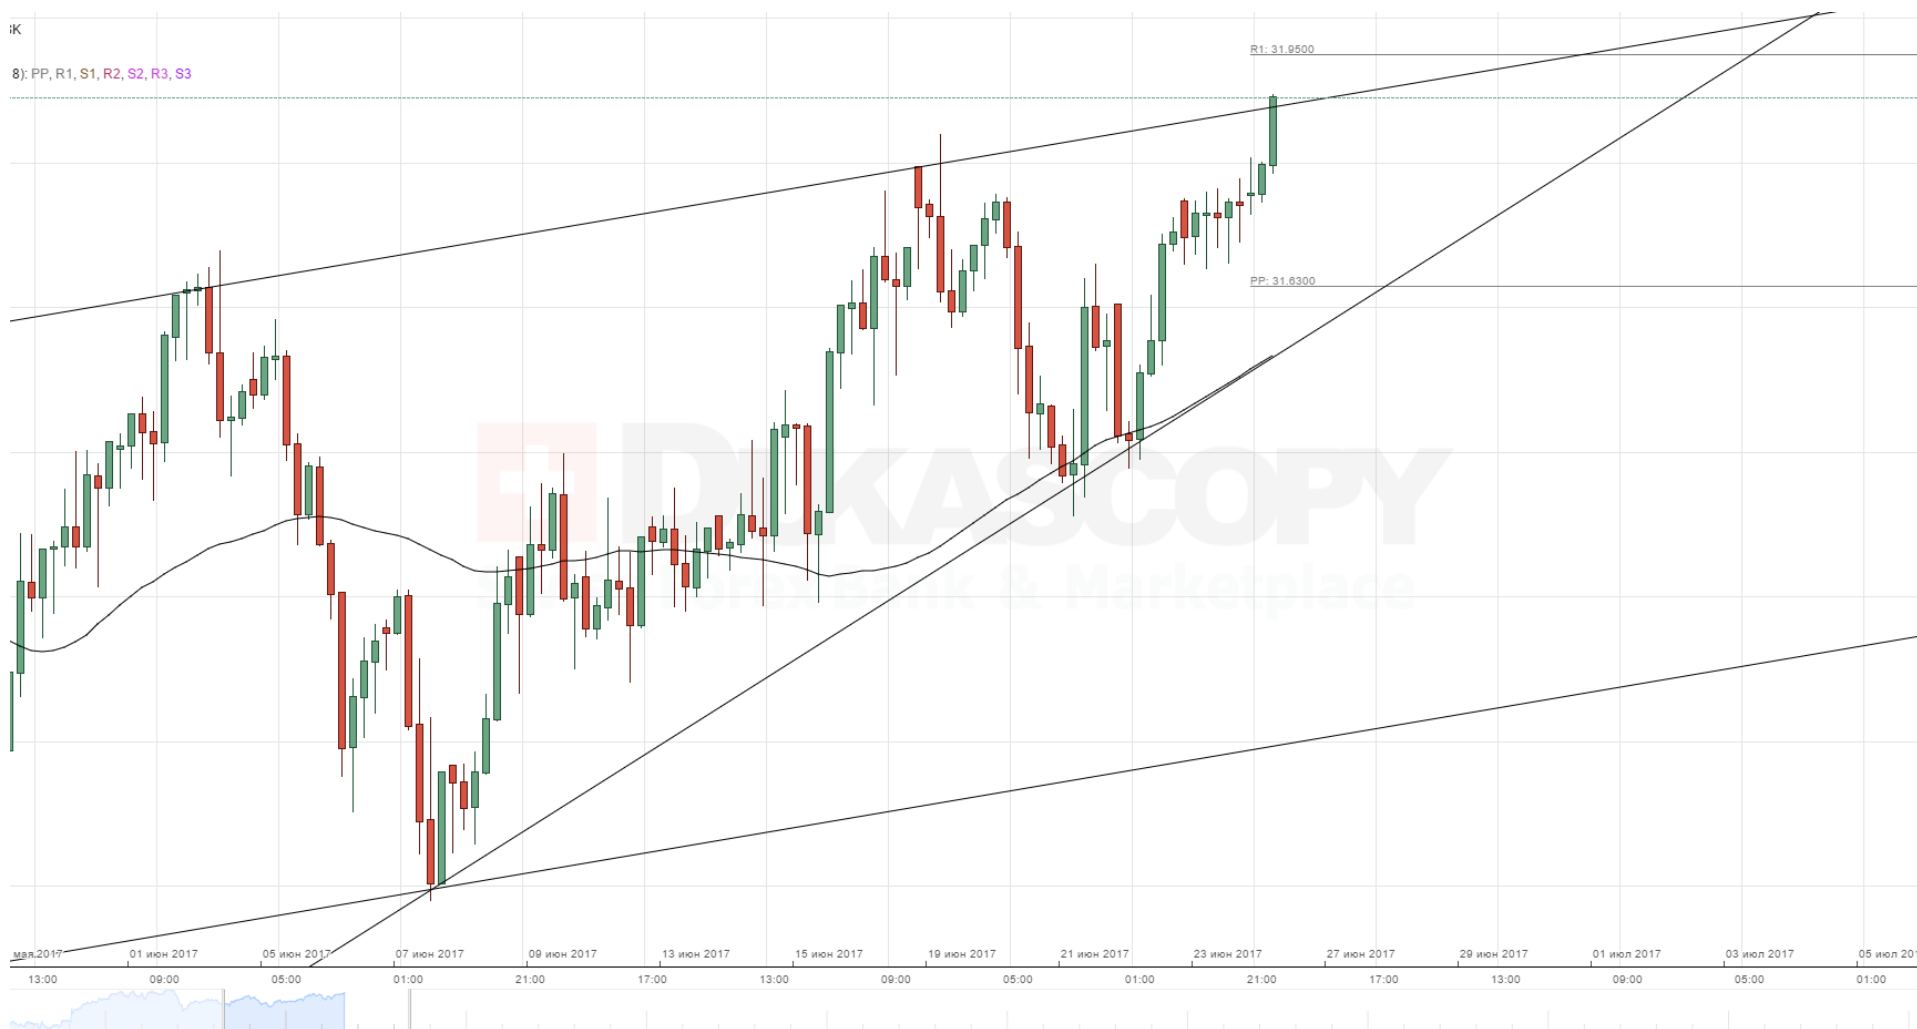 R1: 31.9500
8): PP, R1, S1, R2, S2, R3, S3
PP: 31.6300
DUKASCOPY
Forex Bank & Marketplace
мая 2017 01 июн 2017 05 июн 2017 07 июн 2017 09 июн 2017 13 июн 2017 15 июн 2017 19 июн 2017 21 июн 2017 23 июн 2017 27 июн 2017 29 июн 2017 01 июл 2017 03 июл 2017 05 июл
13:00 09:00 05:00 01:00 21:00 17:00 13:00 09:00 05:00 01:00 21:00 17:00 13:00 09:00 05:00 01:00